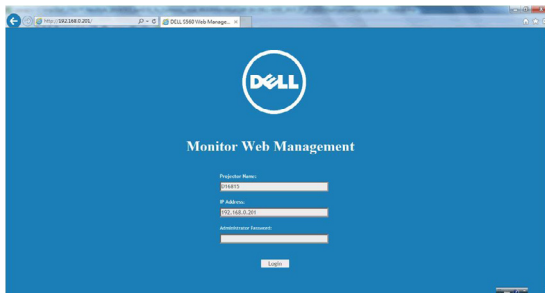 http://192.168.0.201/
DELL S560 Web Manage...
DELL
Monitor Web Management
Projector Name:
IP Address:
192.168.0.201
Administrator Password:
Login